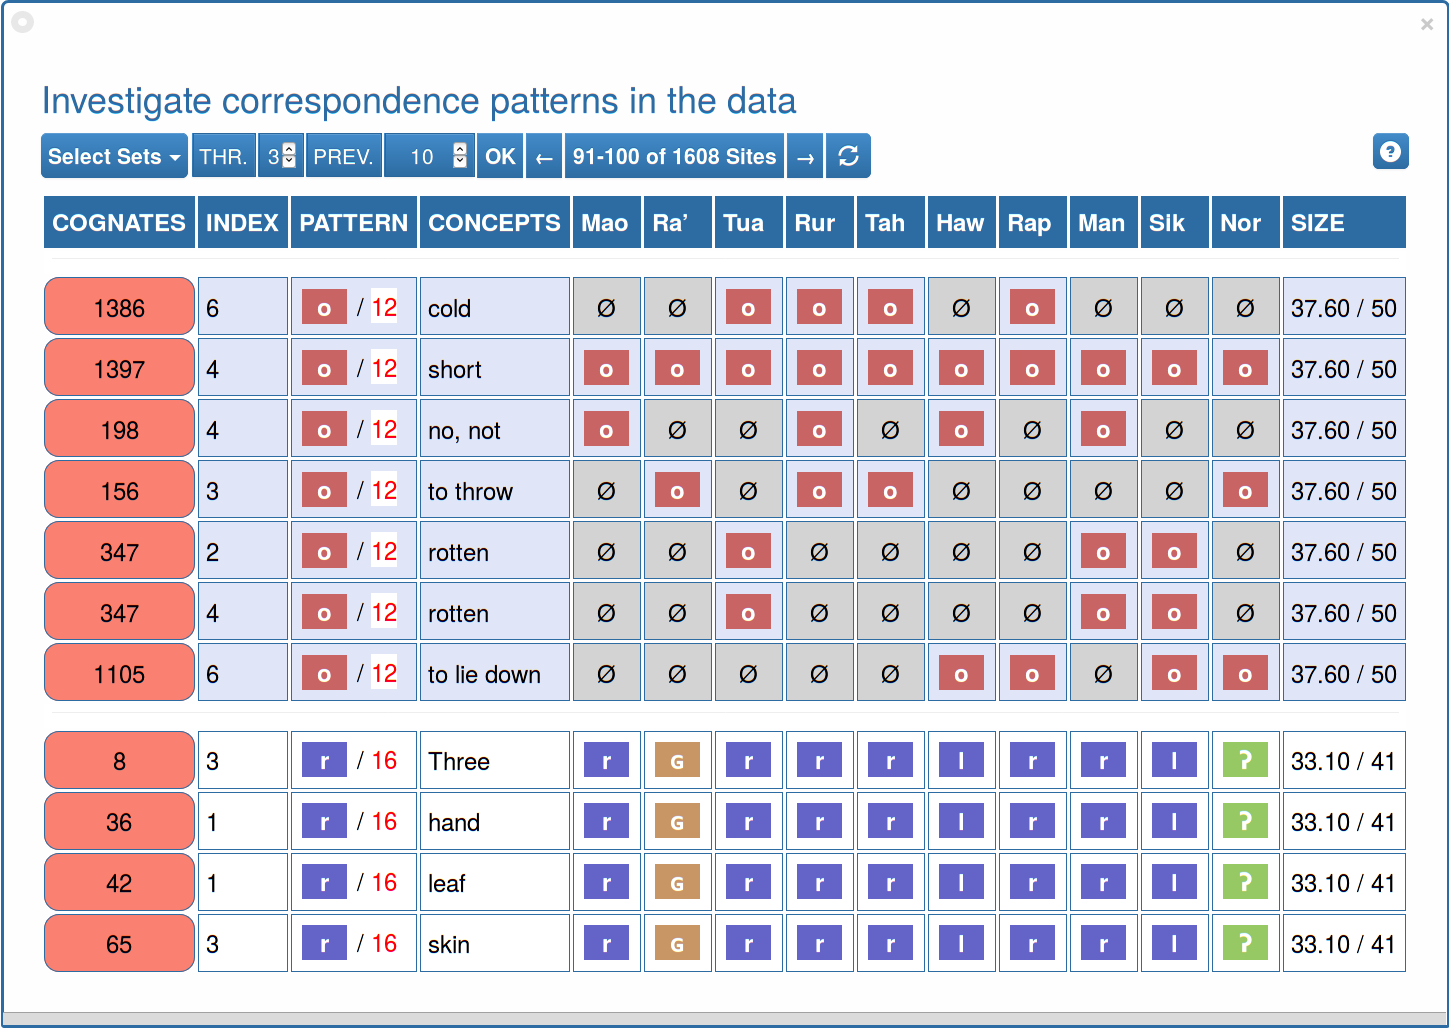 ×
Investigate correspondence patterns in the data
Select Sets THR. 3 PREV. 10 OK ← 91-100 of 1608 Sites → ?
COGNATES INDEX PATTERN CONCEPTS Mao Ra’ Tua Rur Tah Haw Rap Man Sik Nor SIZE
1386 6 o / 12 cold Ø Ø o o o Ø o Ø Ø Ø 37.60 / 50
1397 4 o / 12 short o o o o o o o o o o 37.60 / 50
198 4 o / 12 no, not o Ø Ø o Ø o Ø o Ø Ø 37.60 / 50
156 3 o / 12 to throw Ø o Ø o o Ø Ø Ø Ø o 37.60 / 50
347 2 o / 12 rotten Ø Ø o Ø Ø Ø Ø o o Ø 37.60 / 50
347 4 o / 12 rotten Ø Ø o Ø Ø Ø Ø o o Ø 37.60 / 50
1105 6 o / 12 to lie down Ø Ø Ø Ø Ø o o Ø o o 37.60 / 50
8 3 r / 16 Three r ɢ r r r l r r l ʔ 33.10 / 41
36 1 r / 16 hand r ɢ r r r l r r l ʔ 33.10 / 41
42 1 r / 16 leaf r ɢ r r r l r r l ʔ 33.10 / 41
65 3 r / 16 skin r ɢ r r r l r r l ʔ 33.10 / 41